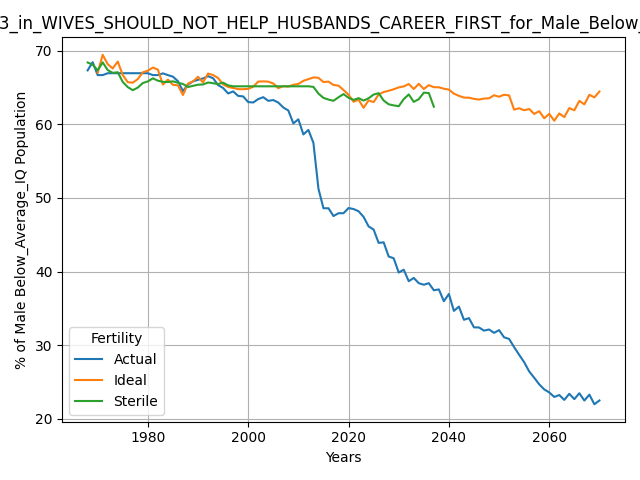 3_in_WIVES_SHOULD_NOT_HELP_HUSBANDS_CAREER_FIRST_for_Male_Below_
% of Male Below_Average_IQ Population
70
60
50
40
30
20
Fertility
Actual
Ideal
Sterile
1980
2000
2020
2040
2060
Years